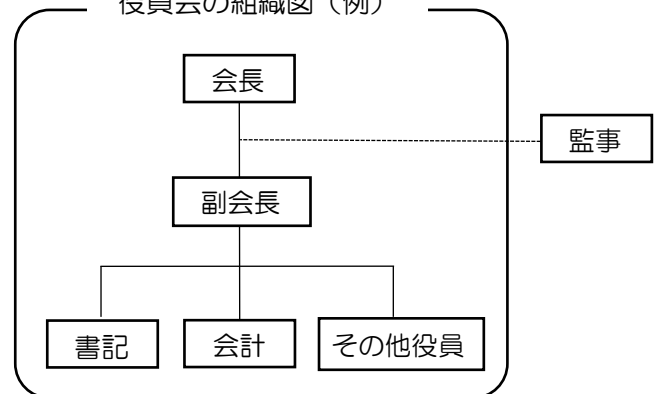 役員会の組織図（例）
会長
監事
副会長
書記
会計
その他役員